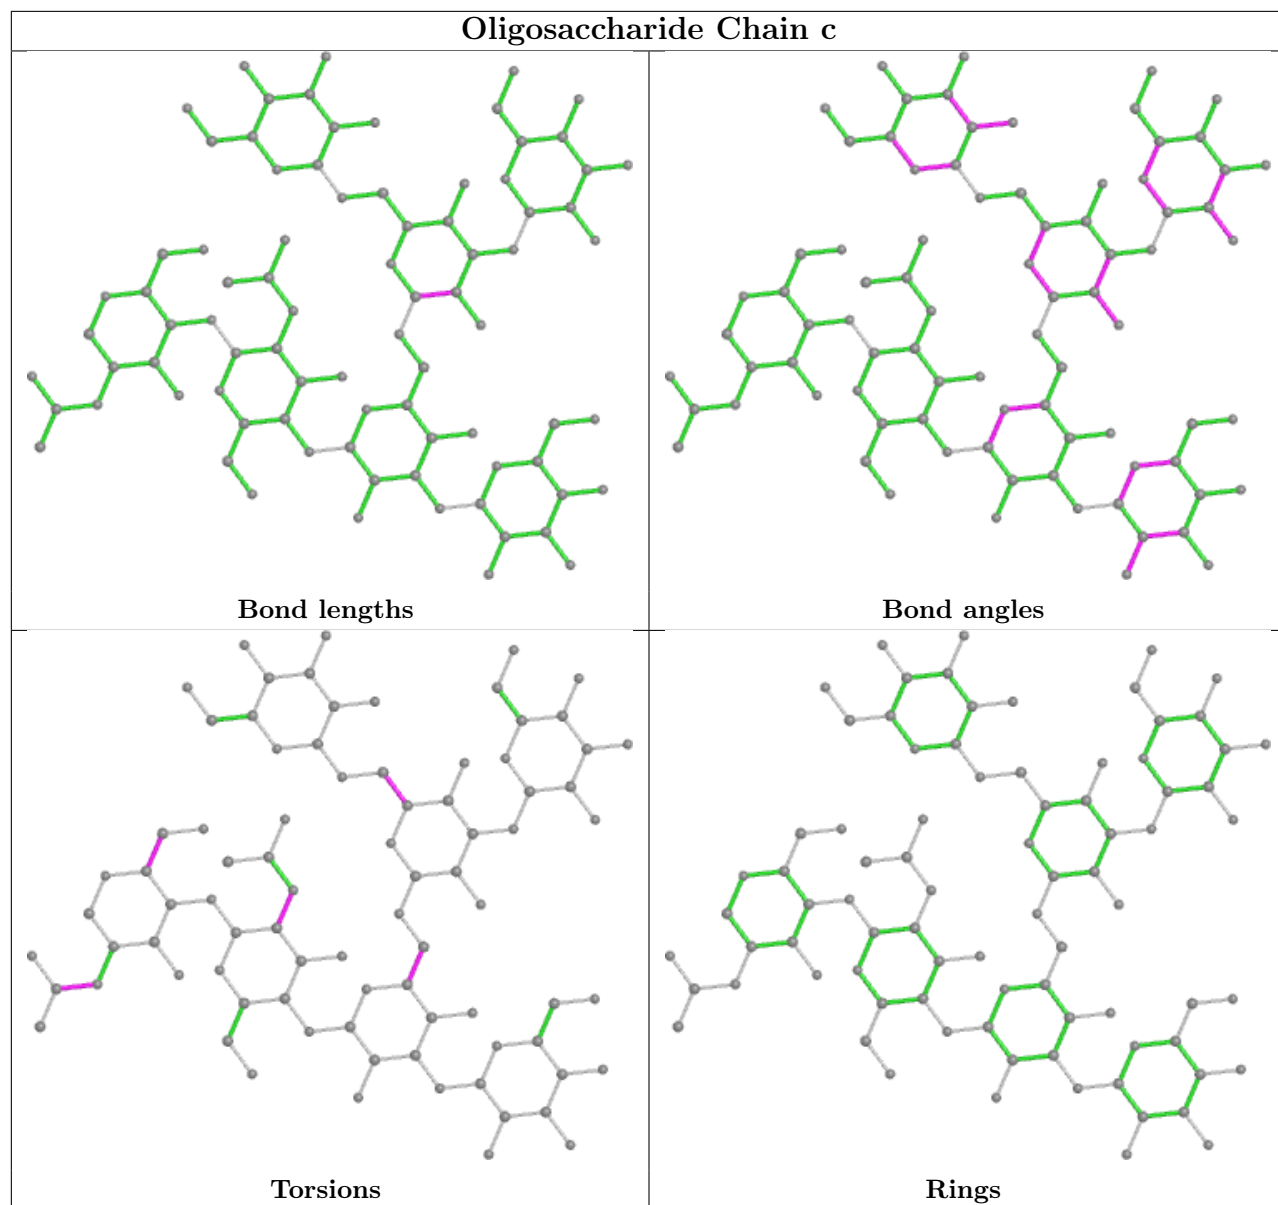 Oligosaccharide Chain c
Bond lengths
Bond angles
Torsions
Rings